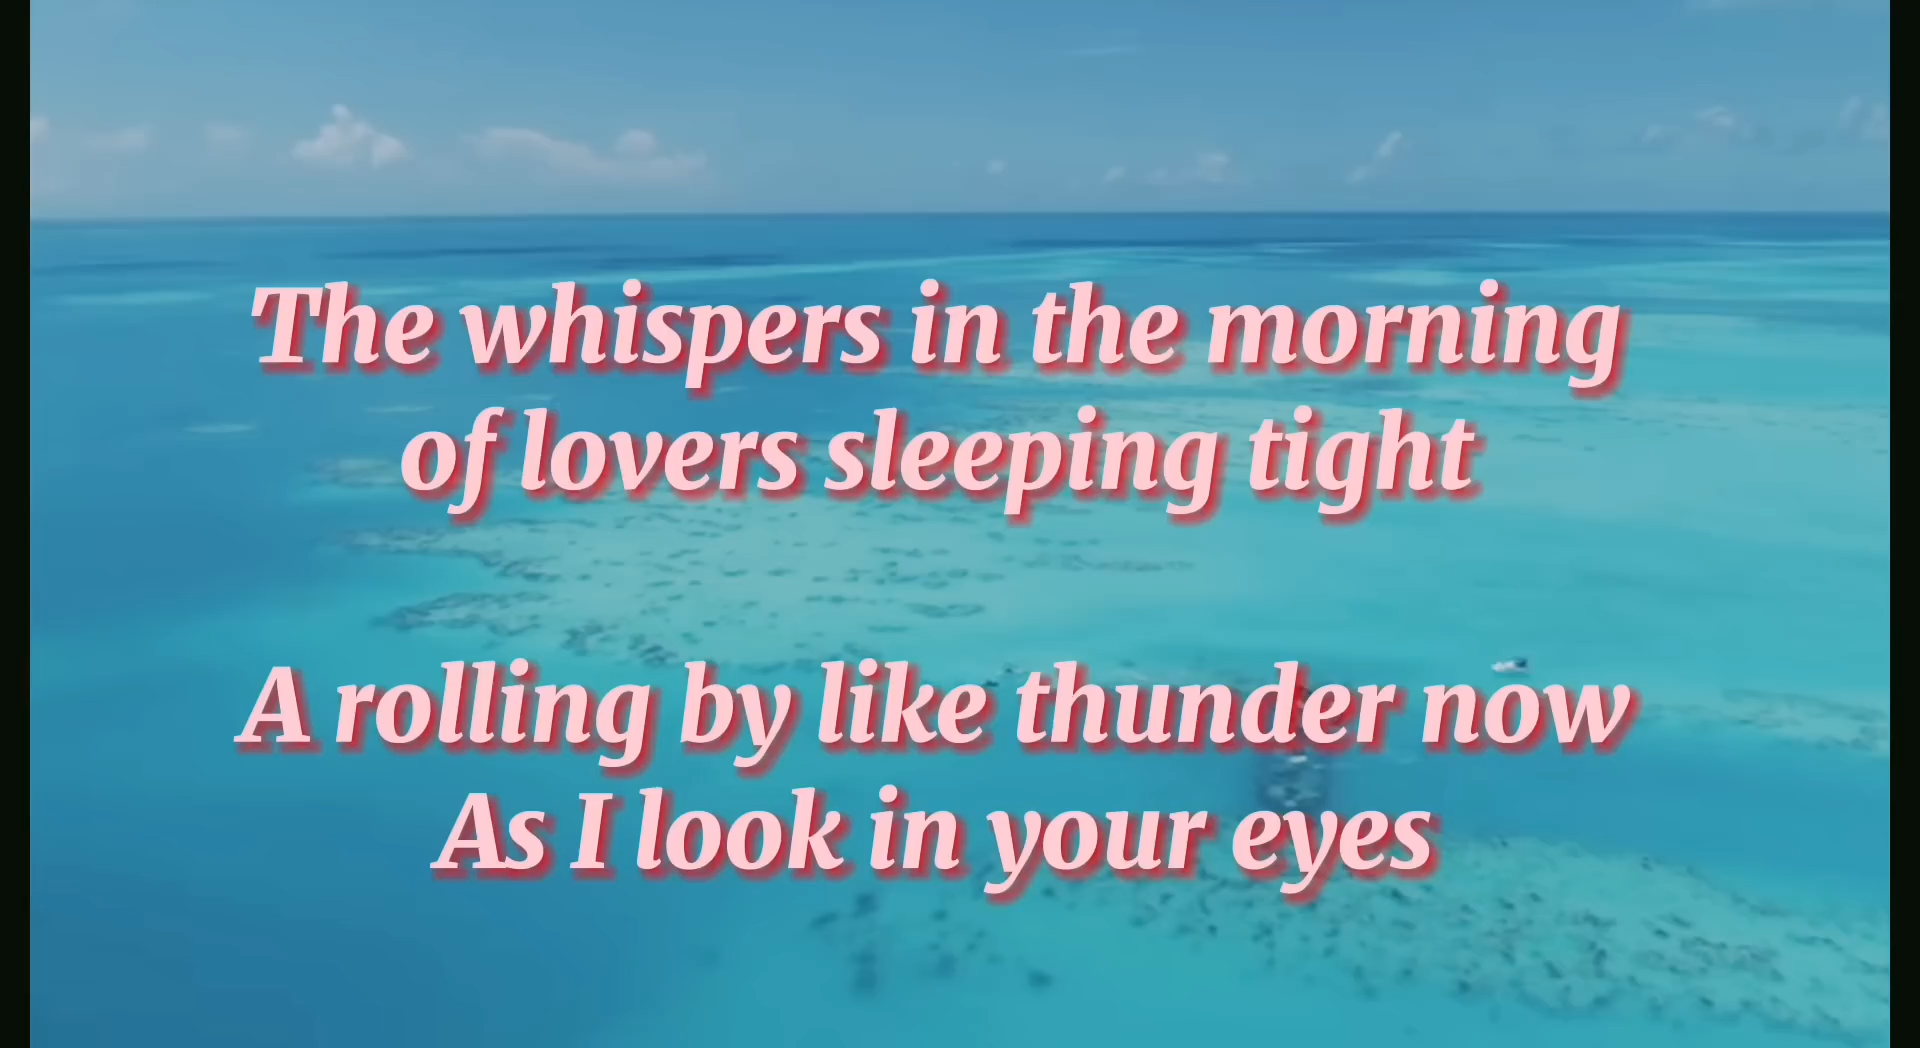 The whispers in the morning
of lovers sleeping tight
A rolling by like thunder now
As I look in your eyes